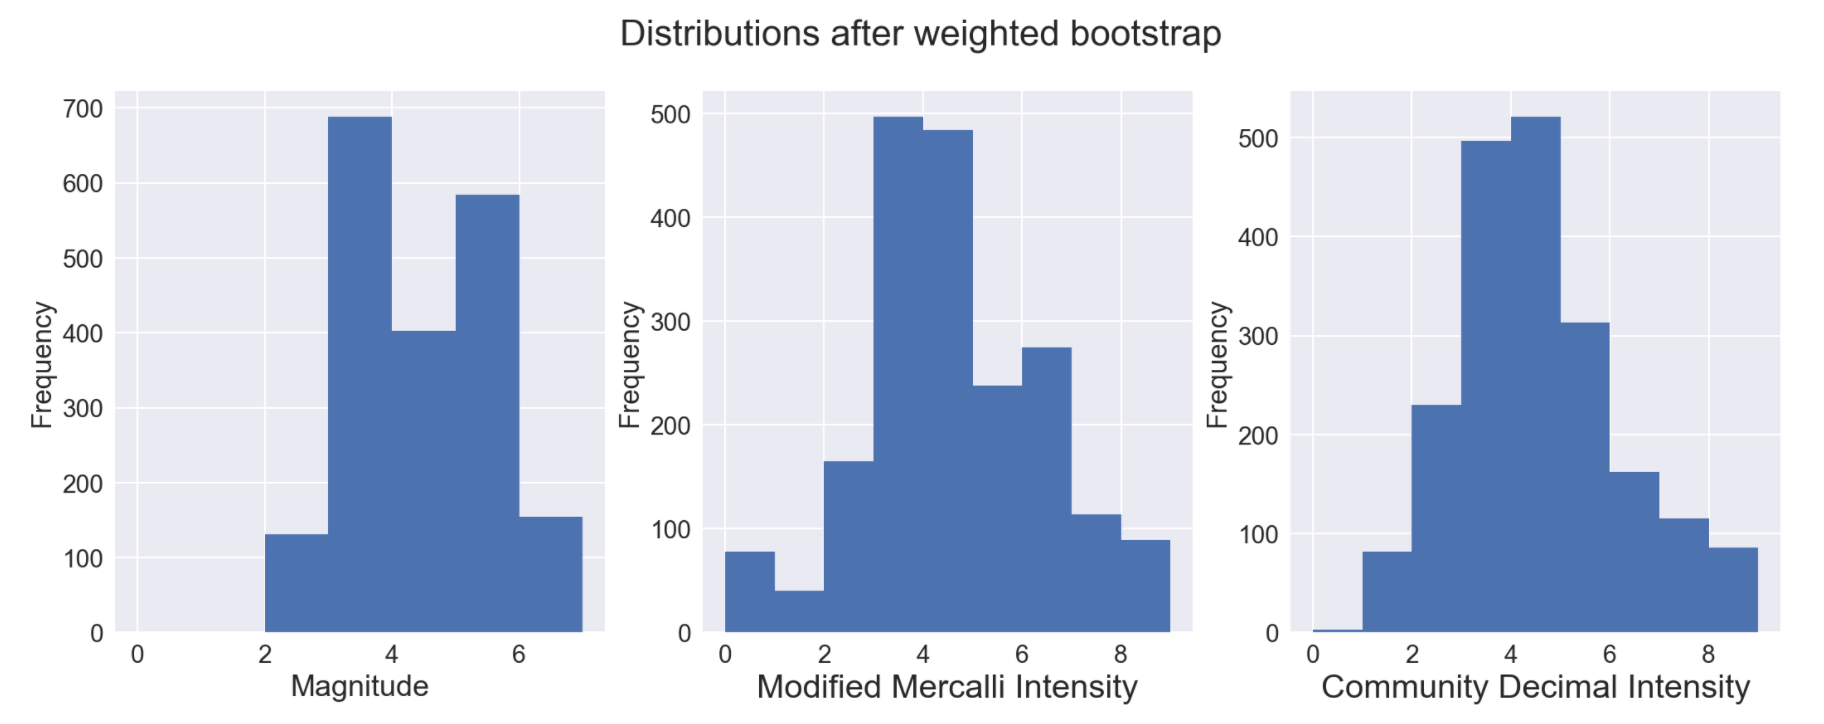 Distributions after weighted bootstrap
700
600
500
400
300
200
100
0
Frequency
0 2 4 6
Magnitude
500
400
300
200
100
0
Frequency
0 2 4 6 8
Modified Mercalli Intensity
500
400
300
200
100
0
Frequency
0 2 4 6 8
Community Decimal Intensity